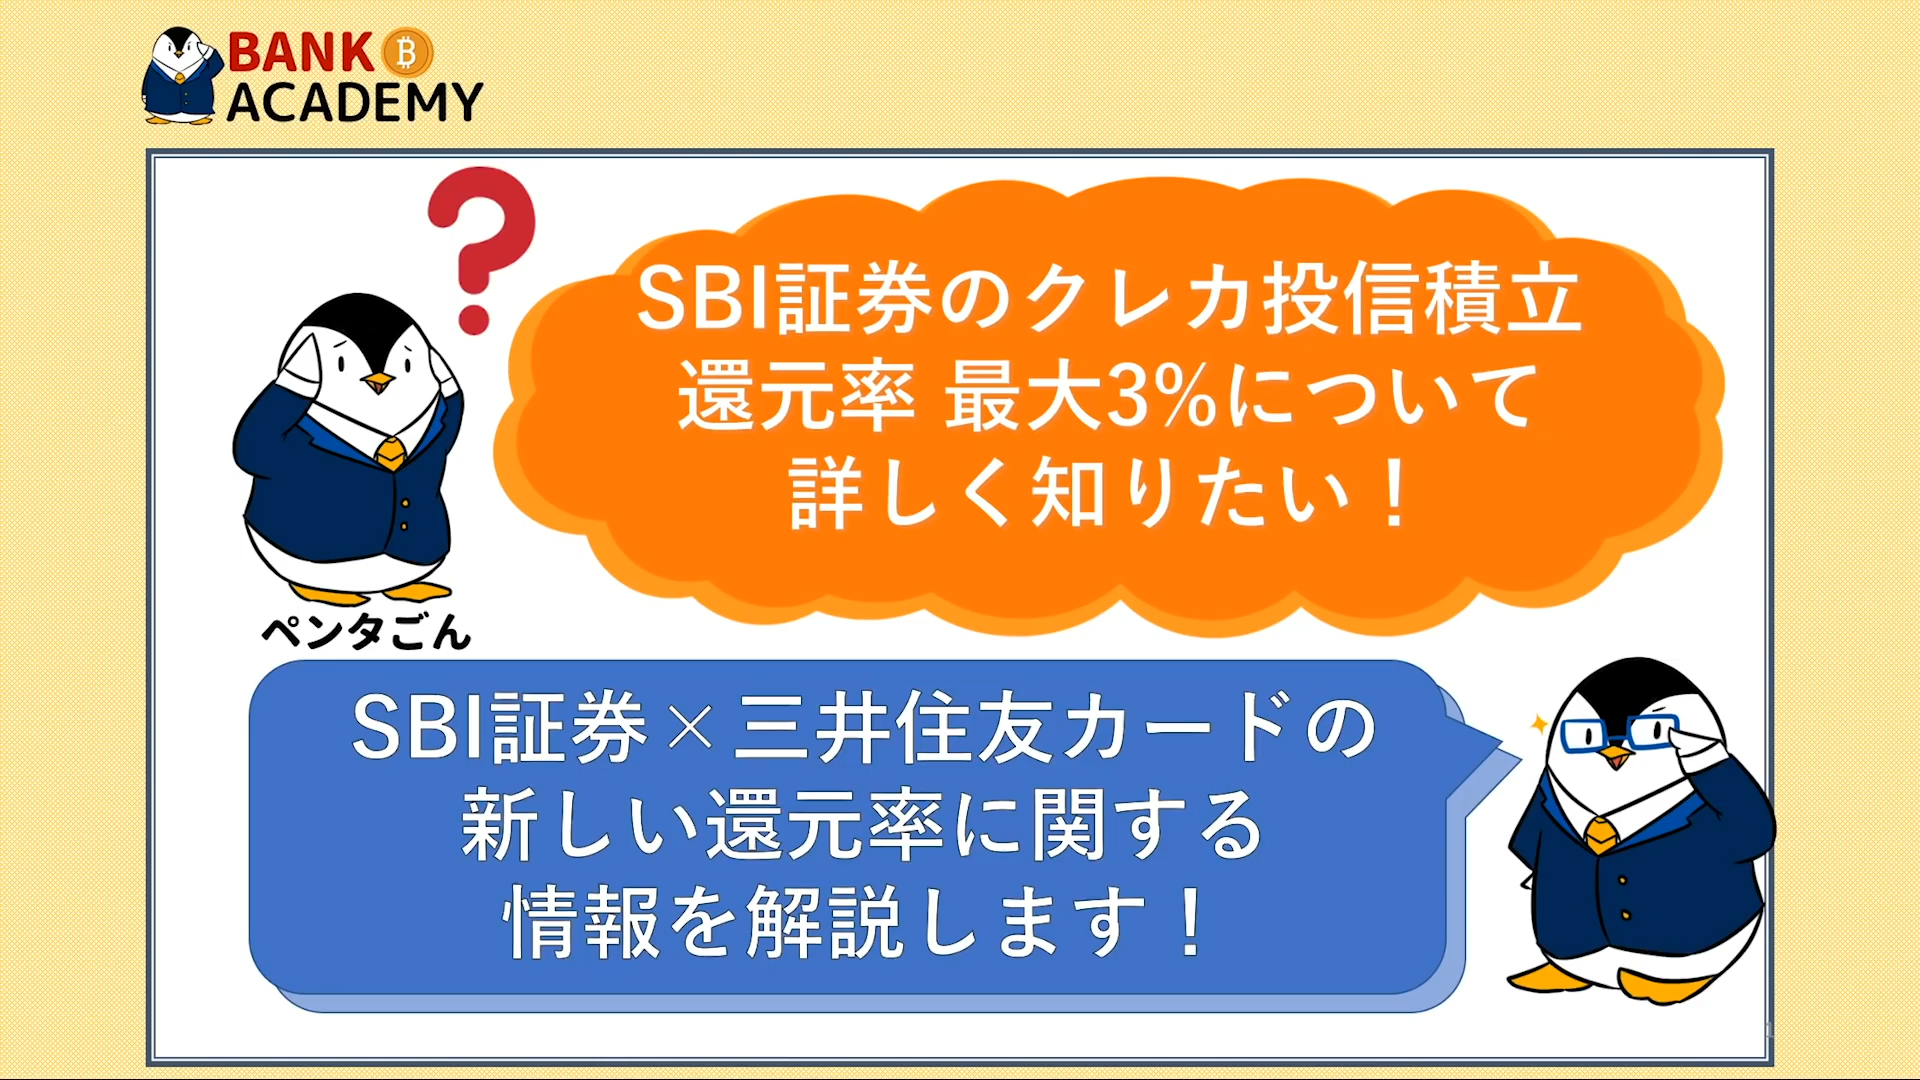 BANK
ACADEMY
SBI証券のクレカ投信積立
還元率 最大3%について
詳しく知りたい！
ペンタごん
SBI証券×三井住友カードの
新しい還元率に関する
情報を解説します！